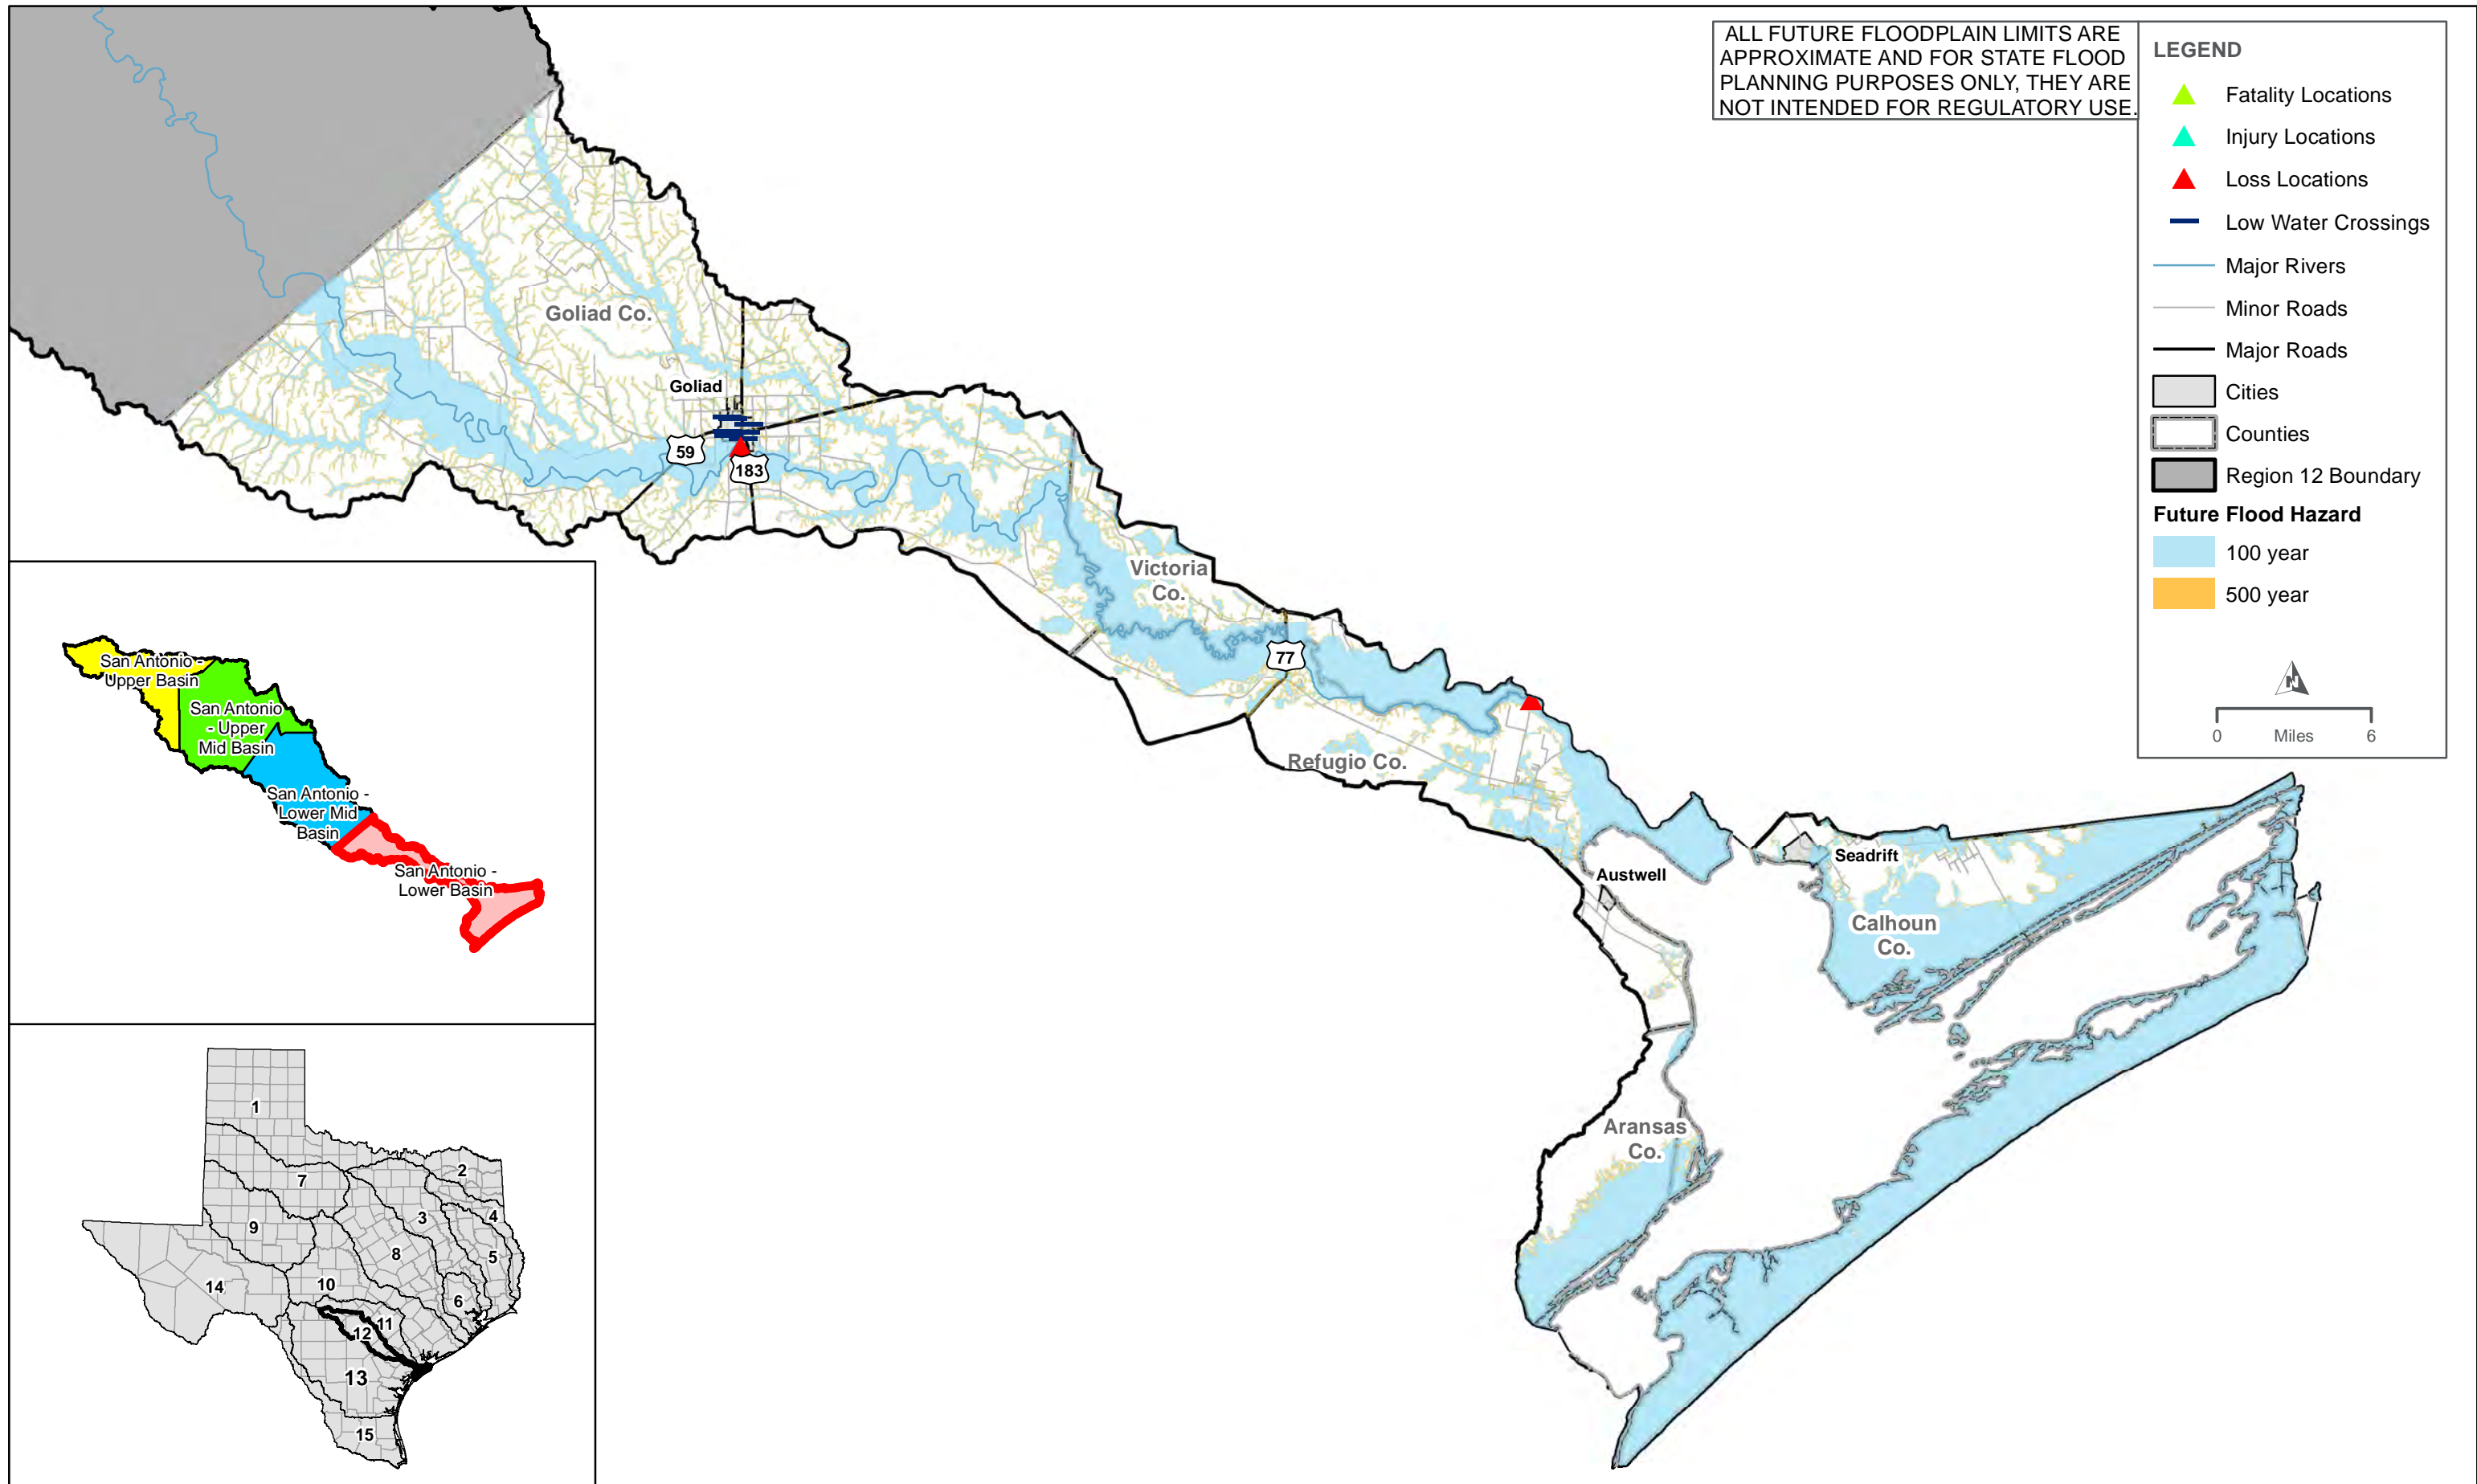 ALL FUTURE FLOODPLAIN LIMITS ARE
APPROXIMATE AND FOR STATE FLOOD
PLANNING PURPOSES ONLY, THEY ARE
NOT INTENDED FOR REGULATORY USE.
LEGEND
Fatality Locations
Injury Locations
Loss Locations
Low Water Crossings
Major Rivers
Minor Roads
Major Roads
Cities
Counties
Region 12 Boundary
Future Flood Hazard
100 year
500 year
N
0 Miles 6
Goliad Co.
Goliad
59
183
Victoria
Co.
77
Refugio Co.
Seadrift
Austwell
Calhoun
Co.
Aransas
Co.
San Antonio -
Upper Basin
San Antonio
- Upper
Mid Basin
San Antonio -
Lower Mid
Basin
San Antonio -
Lower Basin
1
2
7
3
4
9
8
5
14
10
6
11
12
13
15